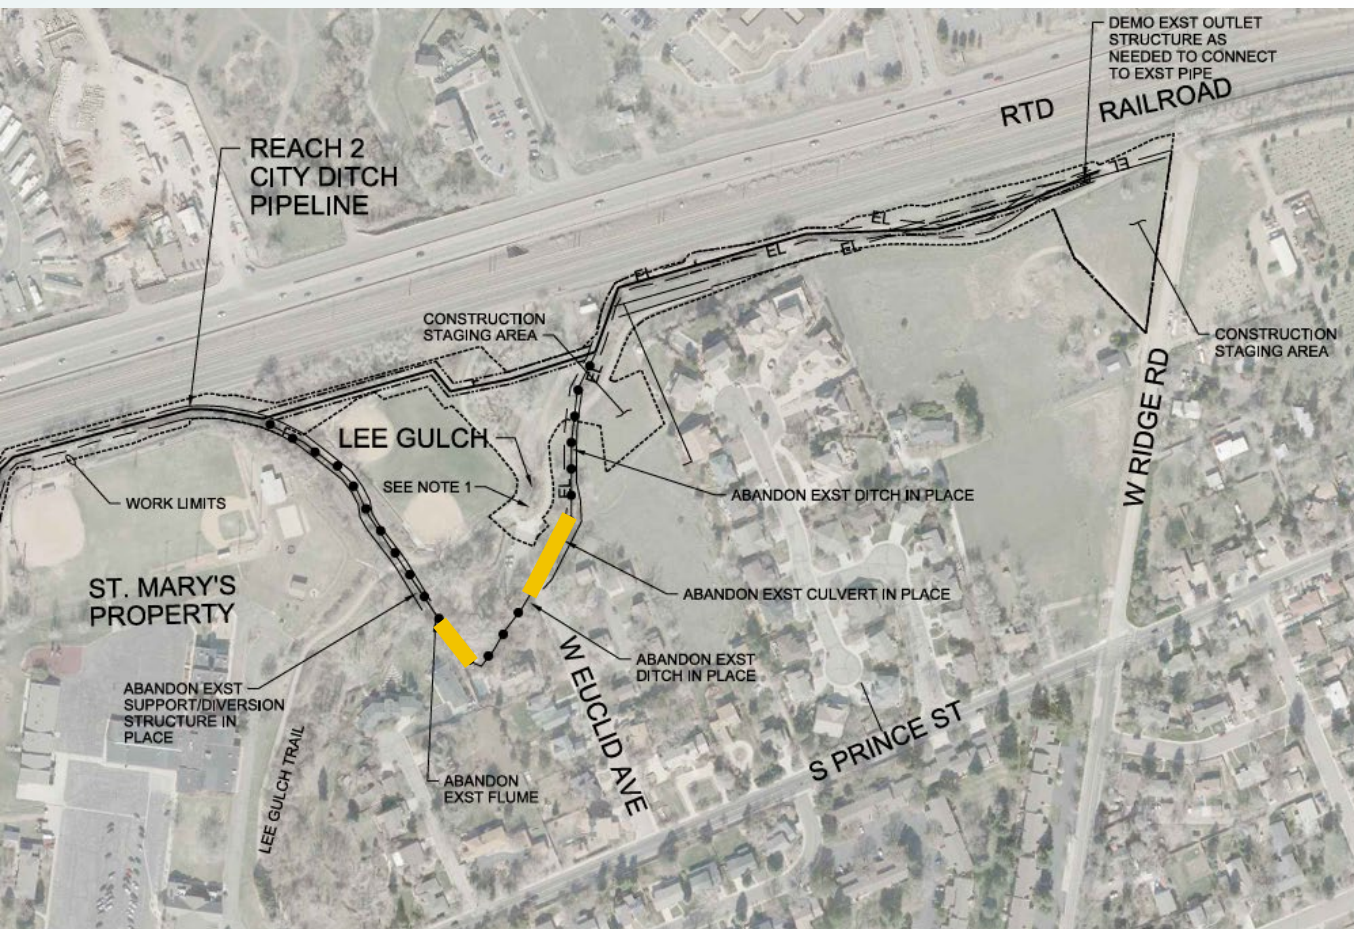 DEMO EXST OUTLET
STRUCTURE AS
NEEDED TO CONNECT
TO EXST PIPE
RTD RAILROAD
REACH 2
CITY DITCH
PIPELINE
EL
EL
EL
EL
EL
CONSTRUCTION
STAGING AREA
CONSTRUCTION
STAGING AREA
EL
W RIDGE RD
LEE GULCH
SEE NOTE 1
EL
ABANDON EXST DITCH IN PLACE
WORK LIMITS
ST. MARY'S
PROPERTY
ABANDON EXST CULVERT IN PLACE
ABANDON EXST
DITCH IN PLACE
W EUCLID AVE
ABANDON EXST
SUPPORT/DIVERSION
STRUCTURE IN
PLACE
S PRINCE ST
LEE GULCH TRAIL
ABANDON
EXST FLUME